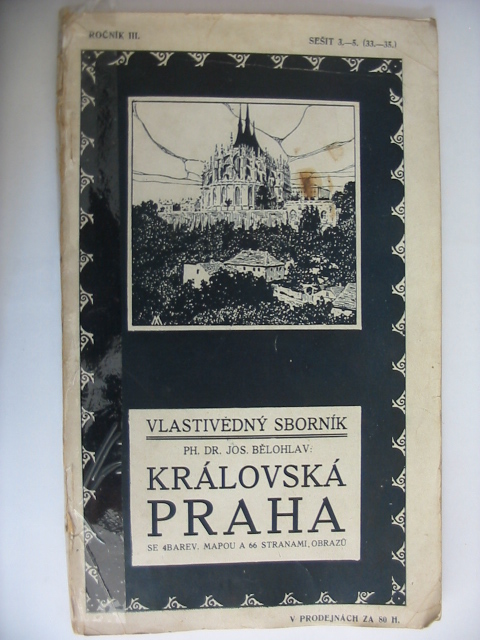 ROČNÍK III.
SEŠIT 3.—5. (33.—35.)
VLASTIVĚDNÝ SBORNÍK
PH. DR. JOS. BĚLOHLAV:
KRÁLOVSKÁ
PRAHA
SE 4BAREV. MAPOU A 66 STRANAMI, OBRAZŮ
V PRODEJNÁCH ZA 80 H.